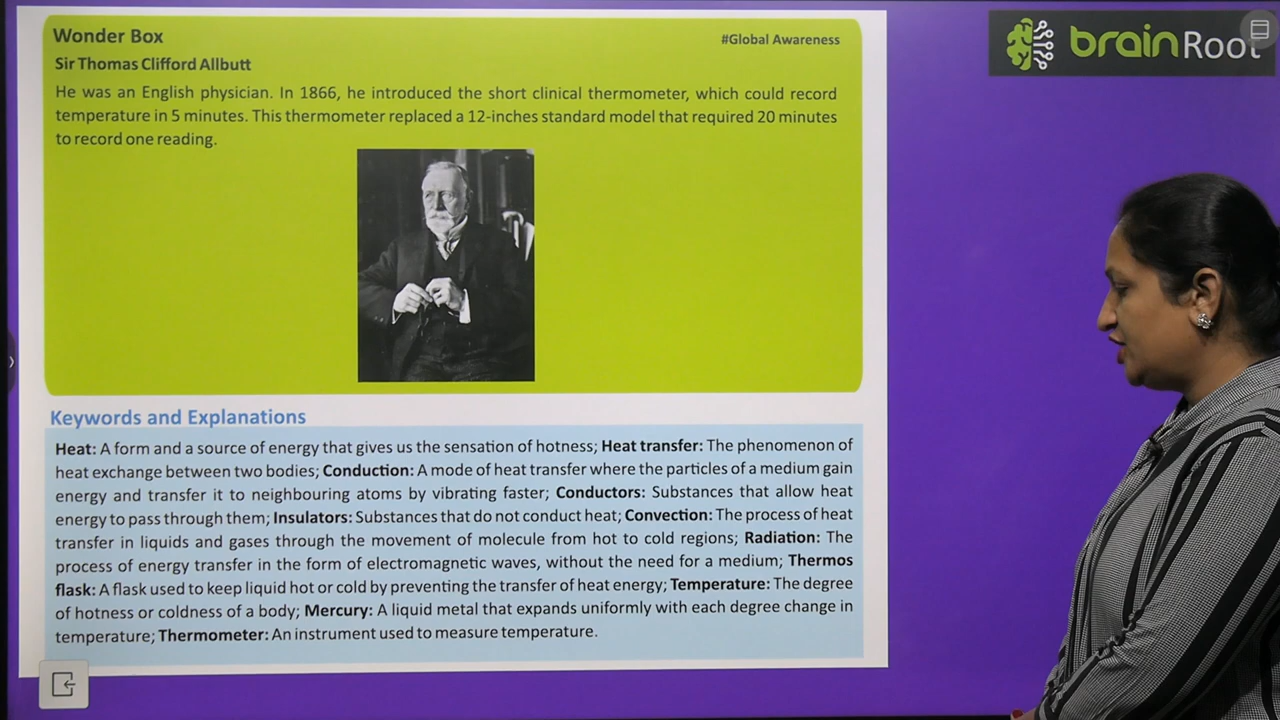 Wonder Box
#Global Awareness
Sir Thomas Clifford Allbutt
He was an English physician. In 1866, he introduced the short clinical thermometer, which could record
temperature in 5 minutes. This thermometer replaced a 12-inches standard model that required 20 minutes
to record one reading.
Keywords and Explanations
Heat: A form and a source of energy that gives us the sensation of hotness; Heat transfer: The phenomenon of
heat exchange between two bodies; Conduction: A mode of heat transfer where the particles of a medium gain
energy and transfer it to neighbouring atoms by vibrating faster; Conductors: Substances that allow heat
energy to pass through them; Insulators: Substances that do not conduct heat; Convection: The process of heat
transfer in liquids and gases through the movement of molecule from hot to cold regions; Radiation: The
process of energy transfer in the form of electromagnetic waves, without the need for a medium; Thermos
flask: A flask used to keep liquid hot or cold by preventing the transfer of heat energy; Temperature: The degree
of hotness or coldness of a body; Mercury: A liquid metal that expands uniformly with each degree change in
temperature; Thermometer: An instrument used to measure temperature.
brainRoot